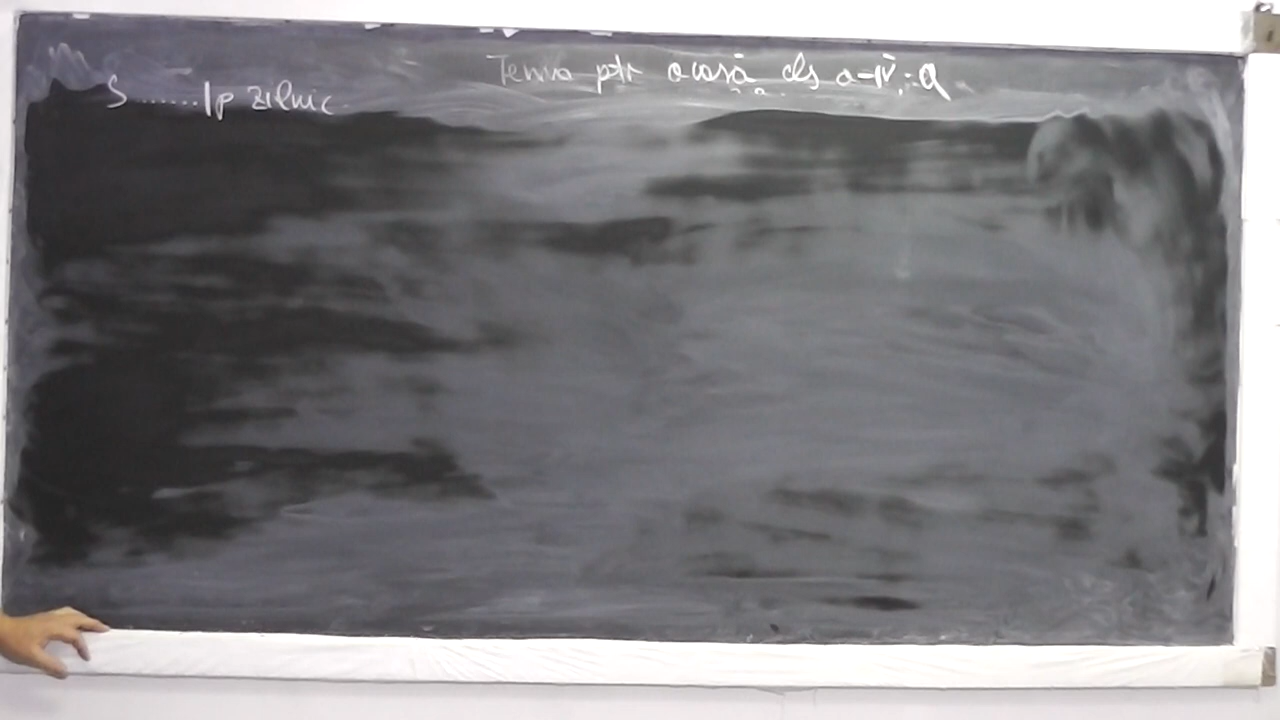 Tema ptr acasă cls a-IV-a
S.......1p zilnic